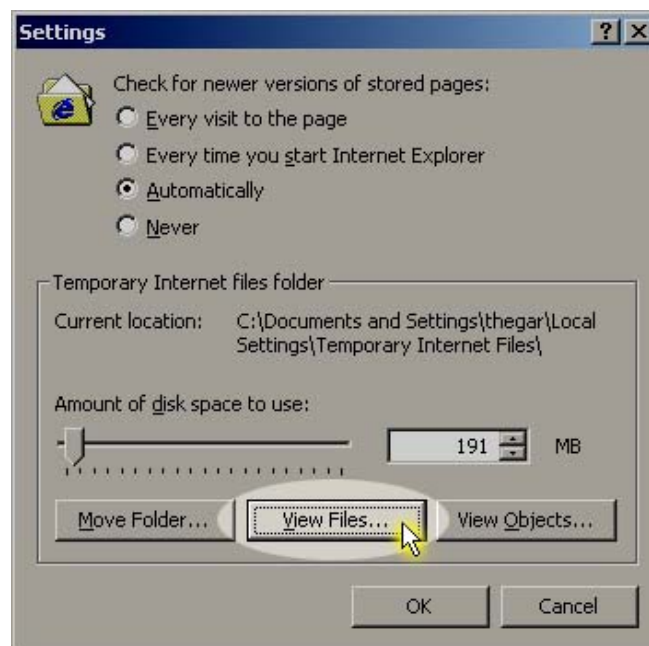 Settings
Check for newer versions of stored pages:
Every visit to the page
Every time you start Internet Explorer
Automatically
Never
Temporary Internet files folder
Current location: C:\Documents and Settings\thegar\Local
Settings\Temporary Internet Files\
Amount of disk space to use:
191 MB
Move Folder... View Files... View Objects...
OK Cancel